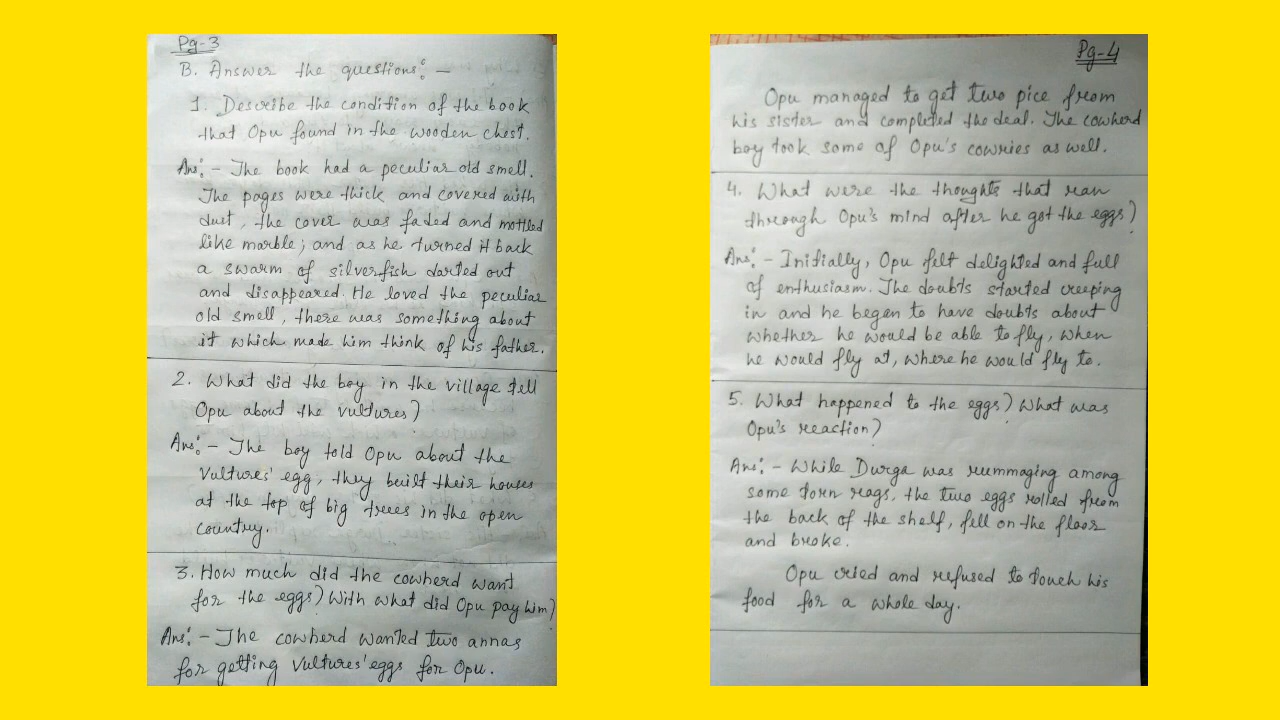 Pg-3
B. Answer the questions: –
1. Describe the condition of the book
that Opu found in the wooden chest.
Ans: - The book had a peculiar old smell.
The pages were thick and covered with
dust, the cover was faded and mottled
like marble; and as he turned it back
a swarm of silverfish darted out
and disappeared. He loved the peculiar
old smell, there was something about
it which made him think of his father.
2. What did the boy in the village tell
Opu about the vultures?
Ans: - The boy told Opu about the
Vultures' egg, they built their houses
at the top of big trees in the open
country.
3. How much did the cowherd want
for the eggs? With what did Opu pay him?
Ans: - The cowherd wanted two annas
for getting Vultures' eggs for Opu.
Pg-4
Opu managed to get two pice from
his sister and completed the deal. The cowherd
boy took some of Opu's cowries as well.
4. What were the thoughts that ran
through Opu's mind after he got the eggs?
Ans: - Initially, Opu felt delighted and full
of enthusiasm. The doubts started creeping
in and he began to have doubts about
whether he would be able to fly, when
he would fly at, where he would fly to.
5. What happened to the eggs? What was
Opu's reaction?
Ans: - While Durga was rummaging among
some torn rags, the two eggs rolled from
the back of the shelf, fell on the floor
and broke.
Opu cried and refused to touch his
food for a whole day.